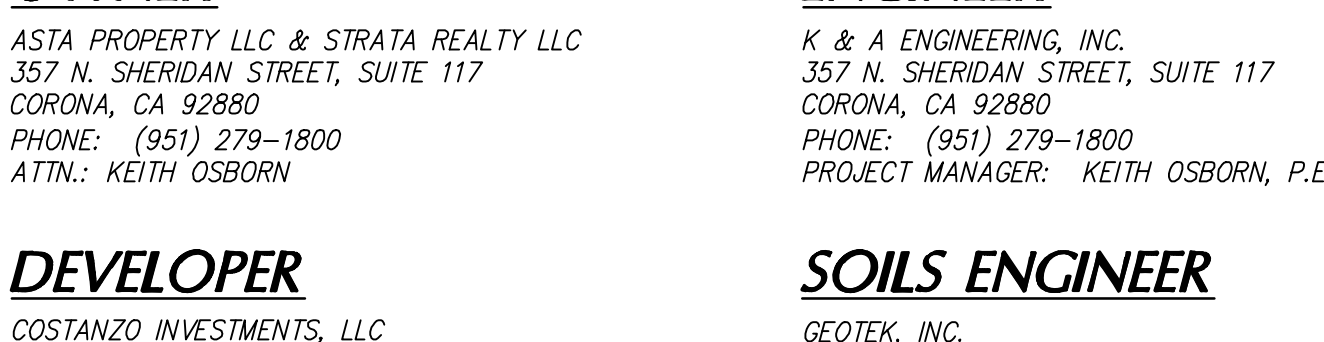 ASTA PROPERTY LLC & STRATA REALTY LLC
357 N. SHERIDAN STREET, SUITE 117
CORONA, CA 92880
PHONE: (951) 279-1800
ATTN.: KEITH OSBORN
K & A ENGINEERING, INC.
357 N. SHERIDAN STREET, SUITE 117
CORONA, CA 92880
PHONE: (951) 279-1800
PROJECT MANAGER: KEITH OSBORN, P.E
DEVELOPER
COSTANZO INVESTMENTS, LLC
SOILS ENGINEER
GEOTEK, INC.